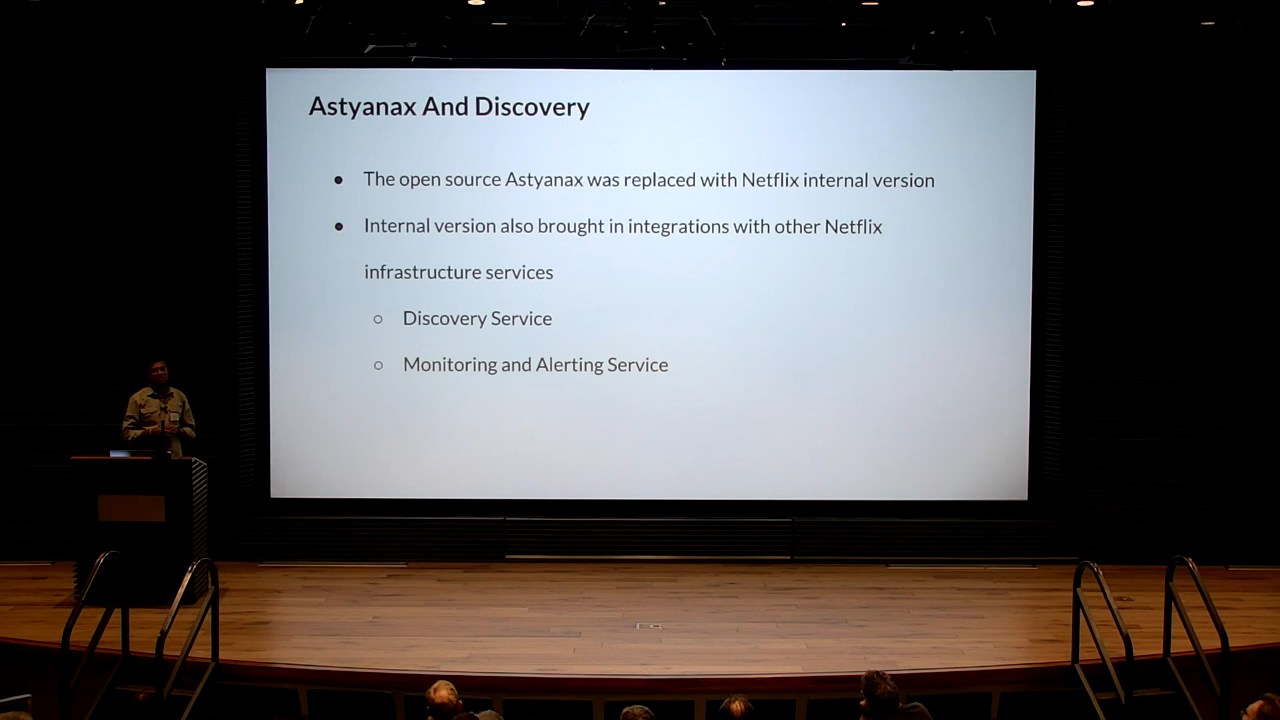 Astyanax And Discovery
● The open source Astyanax was replaced with Netflix internal version
● Internal version also brought in integrations with other Netflix
infrastructure services
○ Discovery Service
○ Monitoring and Alerting Service